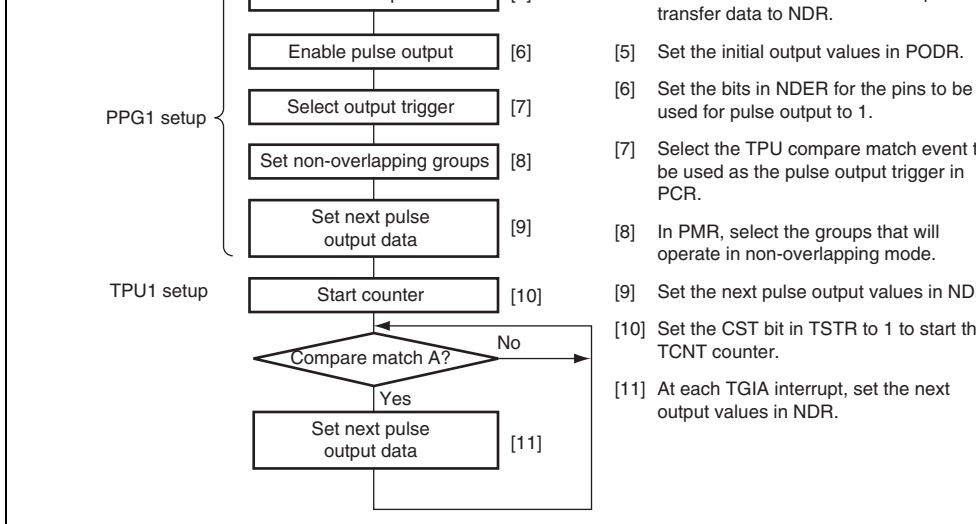 transfer data to NDR.
Enable pulse output [6]
[5] Set the initial output values in PODR.
[6] Set the bits in NDER for the pins to be
used for pulse output to 1.
PPG1 setup
Select output trigger [7]
[7] Select the TPU compare match event
be used as the pulse output trigger in
PCR.
Set non-overlapping groups [8]
Set next pulse
output data
[9]
[8] In PMR, select the groups that will
operate in non-overlapping mode.
TPU1 setup
Start counter [10]
[9] Set the next pulse output values in
[10] Set the CST bit in TSTR to 1 to start
TCNT counter.
Compare match A?
No
Yes
[11] At each TGIA interrupt, set the next
output values in NDR.
Set next pulse
output data
[11]